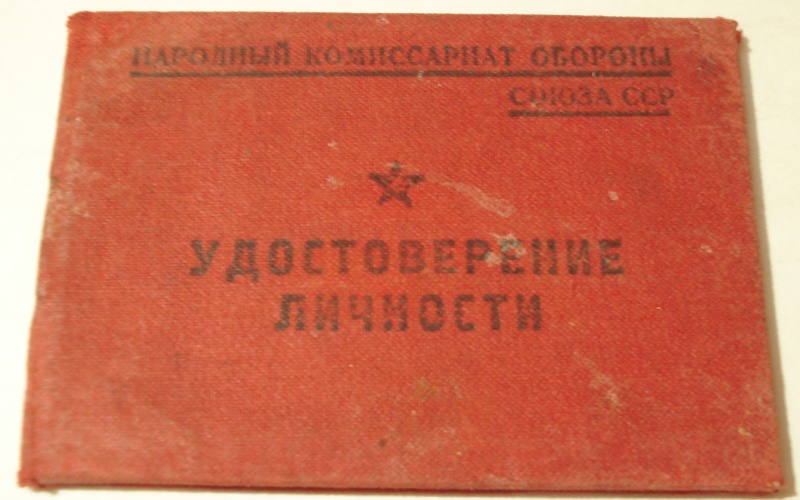 НАРОДНЫЙ КОМИССАРИАТ ОБОРОНЫ
СОЮЗА ССР
УДОСТОВЕРЕНИЕ
ЛИЧНОСТИ